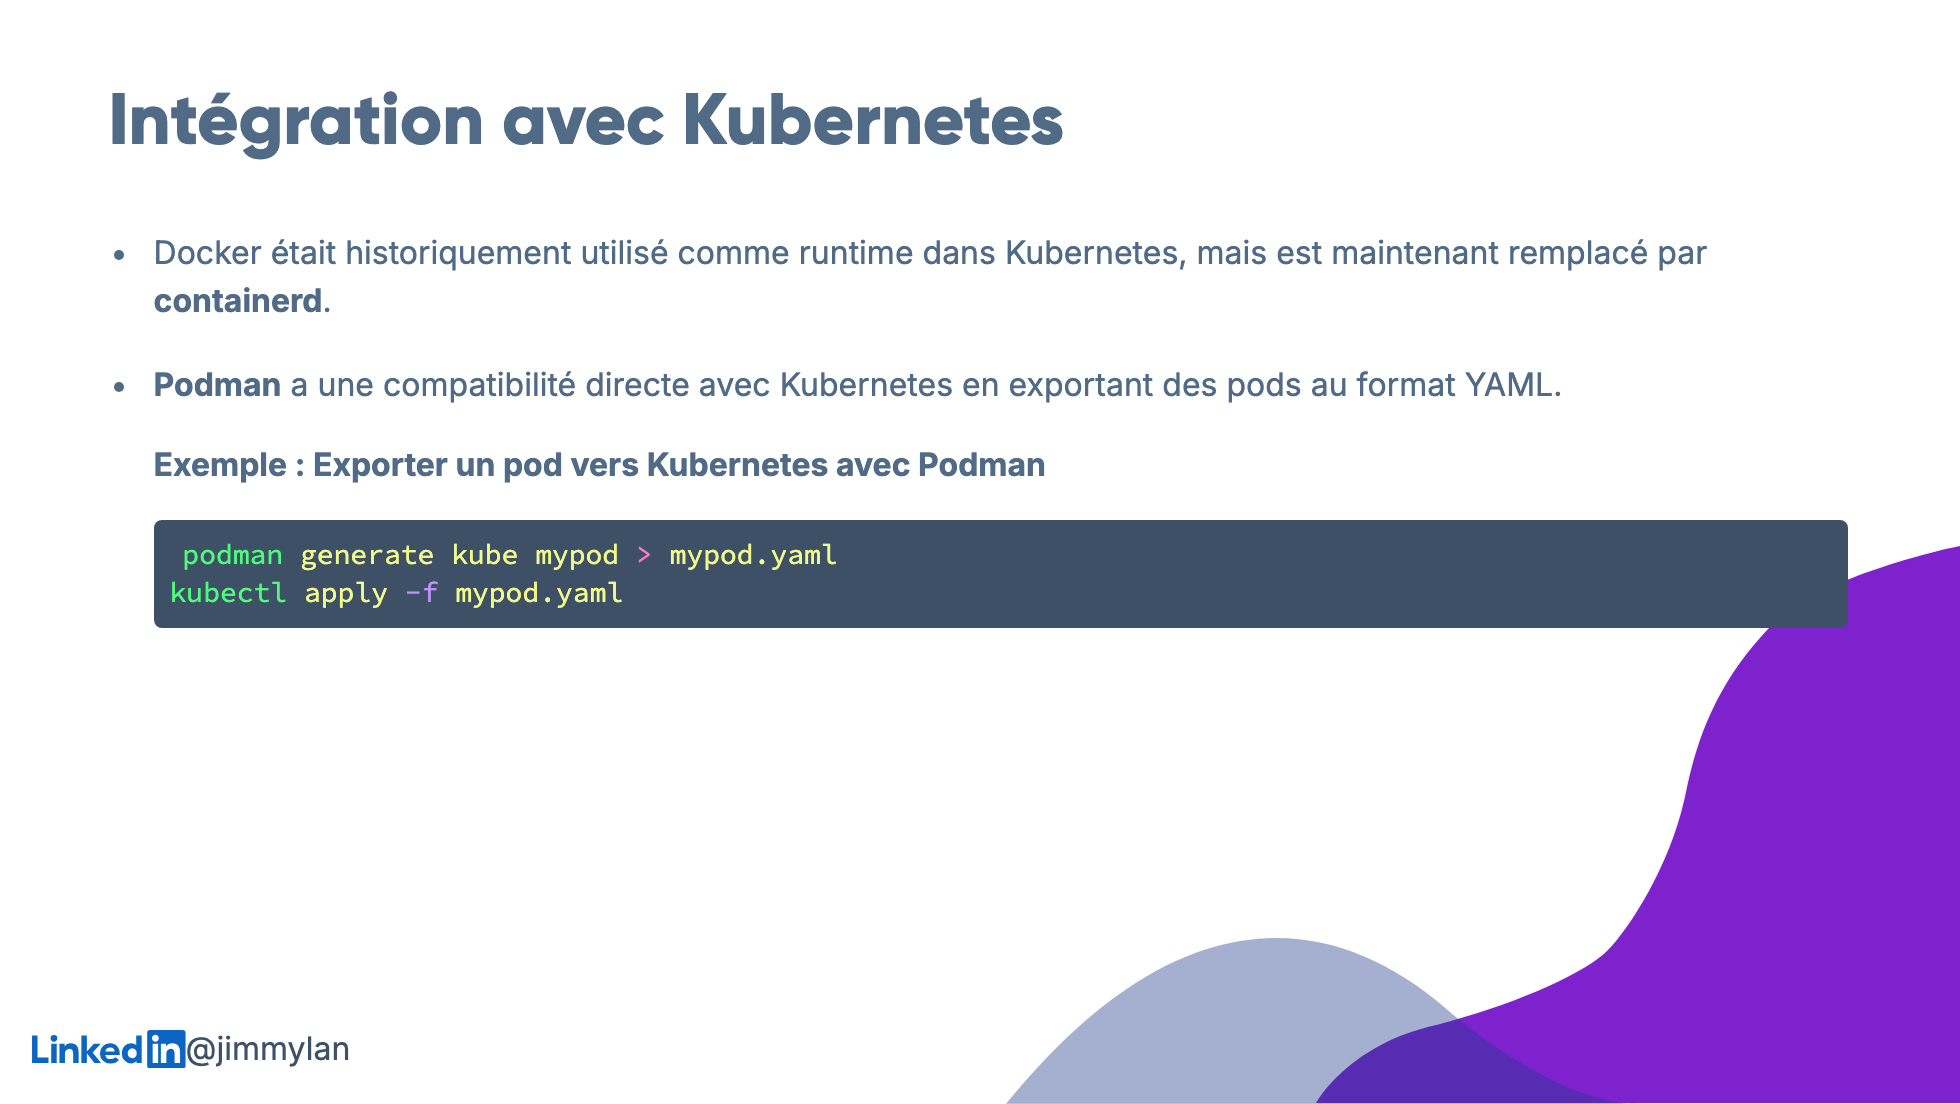 Intégration avec Kubernetes
• Docker était historiquement utilisé comme runtime dans Kubernetes, mais est maintenant remplacé par
containerd.
• Podman a une compatibilité directe avec Kubernetes en exportant des pods au format YAML.
Exemple : Exporter un pod vers Kubernetes avec Podman
podman generate kube mypod > mypod.yaml
kubectl apply -f mypod.yaml
Linkedin@jimmylan